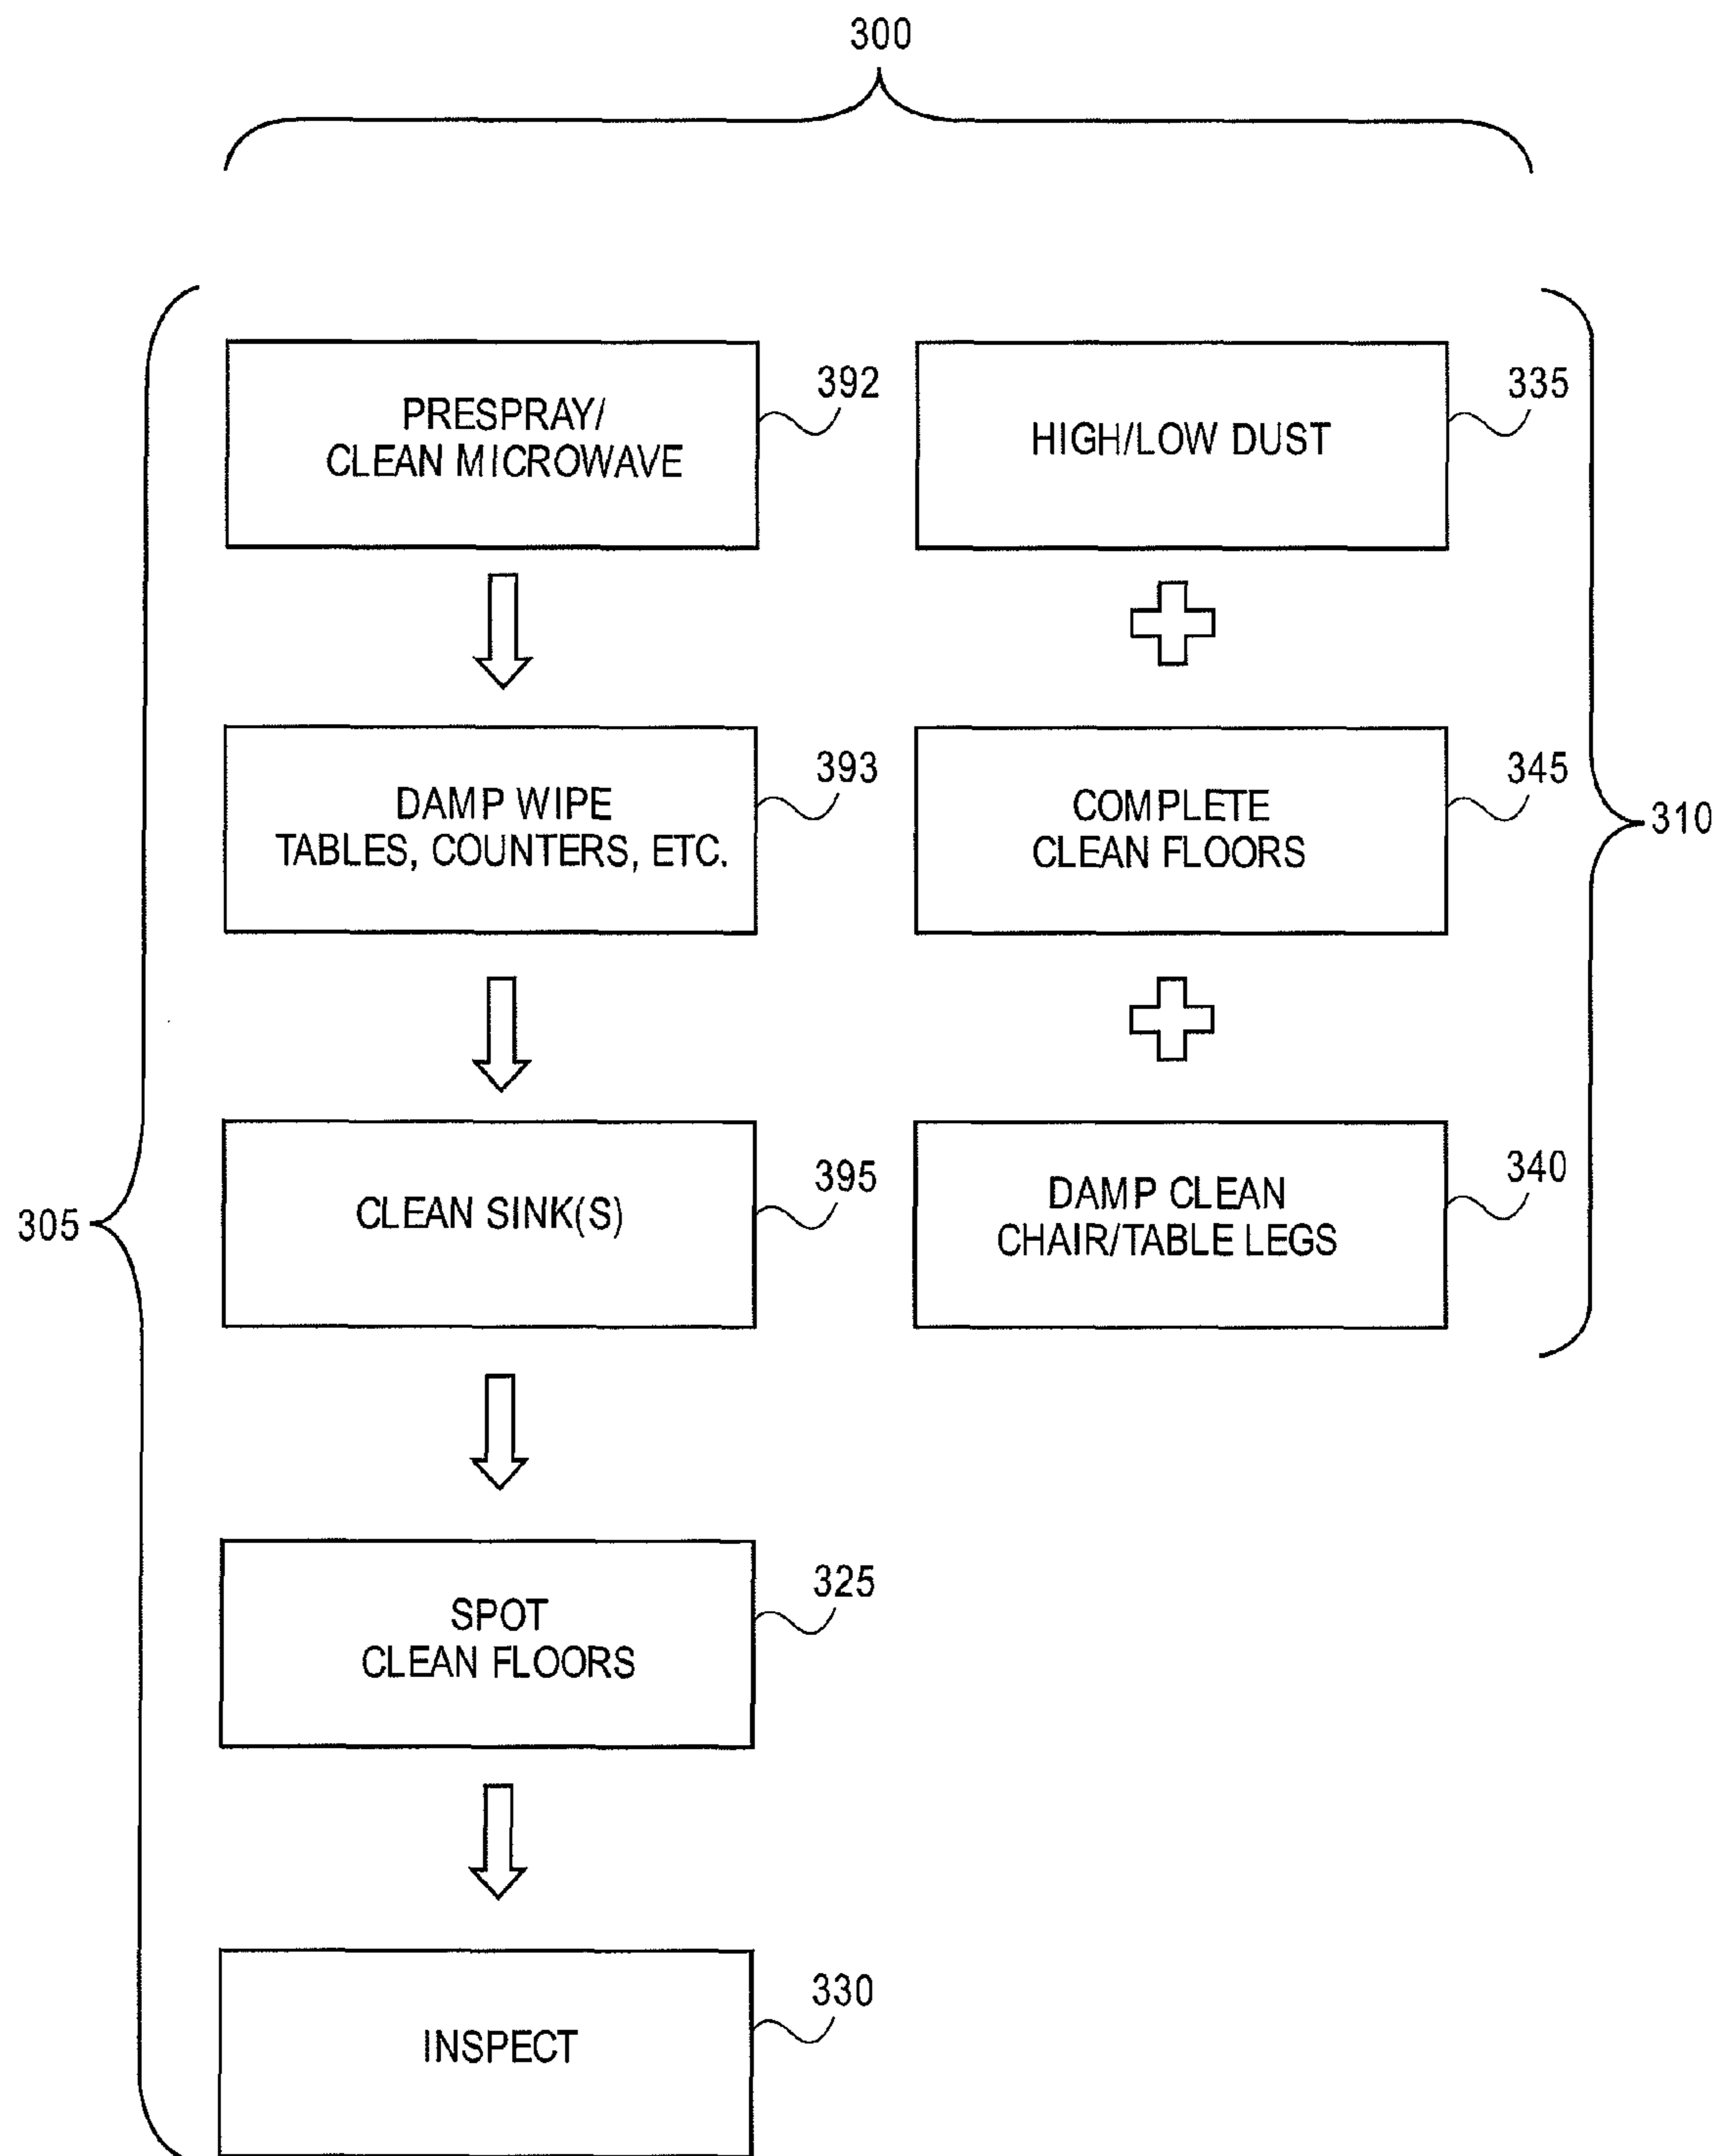 300
PRESPRAY/
CLEAN MICROWAVE
392
HIGH/LOW DUST
335
DAMP WIPE
TABLES, COUNTERS, ETC.
393
COMPLETE
CLEAN FLOORS
345
310
CLEAN SINK(S)
395
DAMP CLEAN
CHAIR/TABLE LEGS
340
305
SPOT
CLEAN FLOORS
325
INSPECT
330